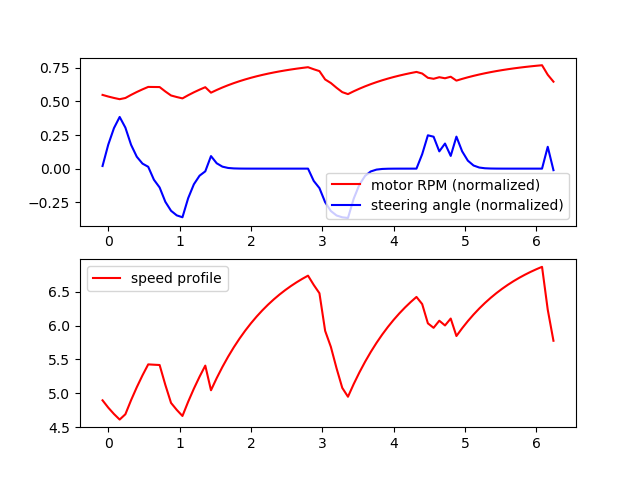 0.75
0.50
0.25
0.00
−0.25
motor RPM (normalized)
steering angle (normalized)
0 1 2 3 4 5 6
speed profile
6.5
6.0
5.5
5.0
4.5
0 1 2 3 4 5 6